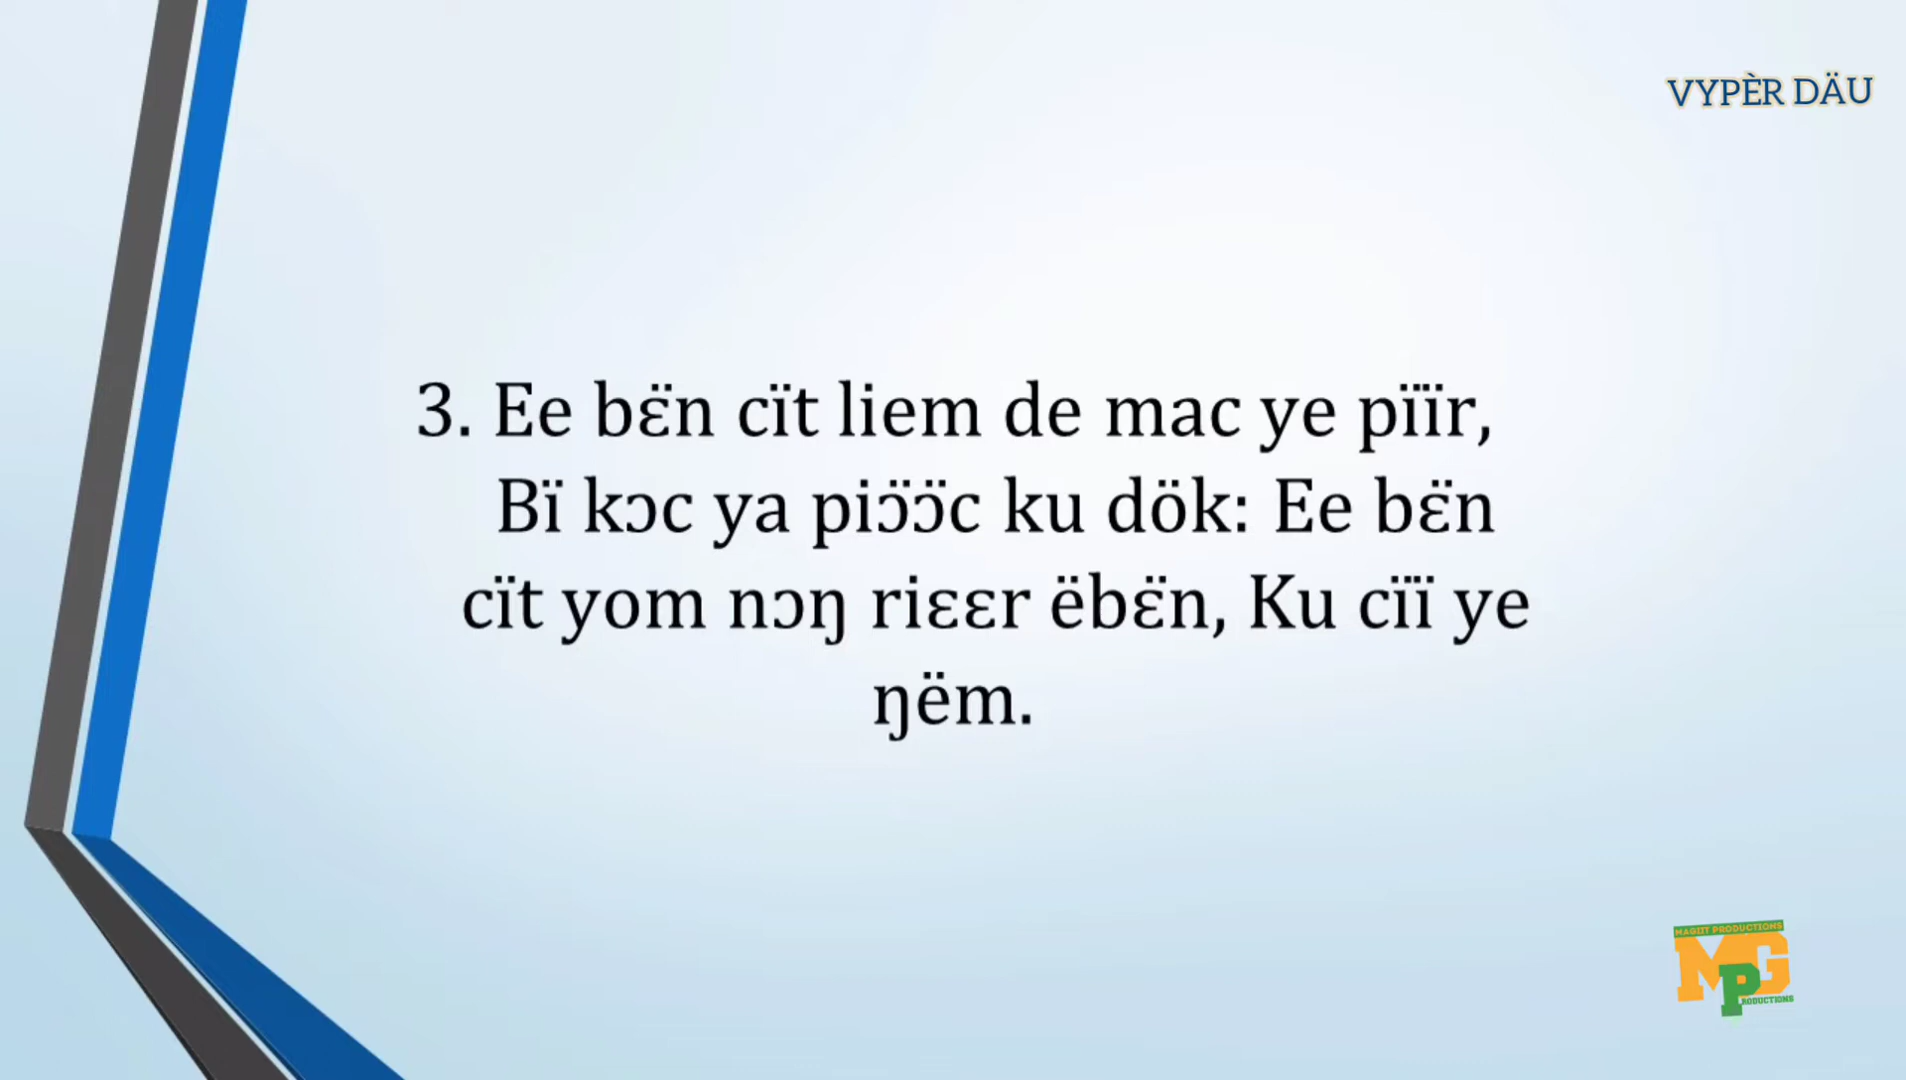 VYPÈR DÄU
3. Ee bɛ̈n cït liem de mac ye pïïr,
Bï kɔc ya piɔ̈ɔ̈c ku dök: Ee bɛ̈n
cït yom nɔŋ riɛɛr ëbɛ̈n, Ku cïï ye
ŋëm.
MAGIIT PRODUCTIONS
MPG
PRODUCTIONS